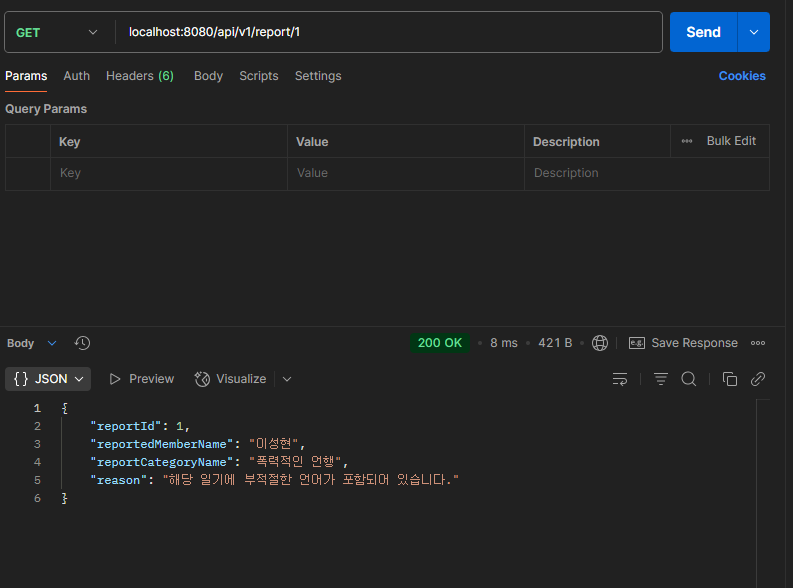 GET localhost:8080/api/v1/report/1 Send
Params Auth Headers (6) Body Scripts Settings Cookies
Query Params
Key Value Description Bulk Edit
Key Value Description
Body 200 OK 8 ms 421 B e.g. Save Response
{} JSON Preview Visualize
1 {
2 "reportId": 1,
3 "reportedMemberName": "이성현",
4 "reportCategoryName": "폭력적인 언행",
5 "reason": "해당 일기에 부적절한 언어가 포함되어 있습니다."
6 }